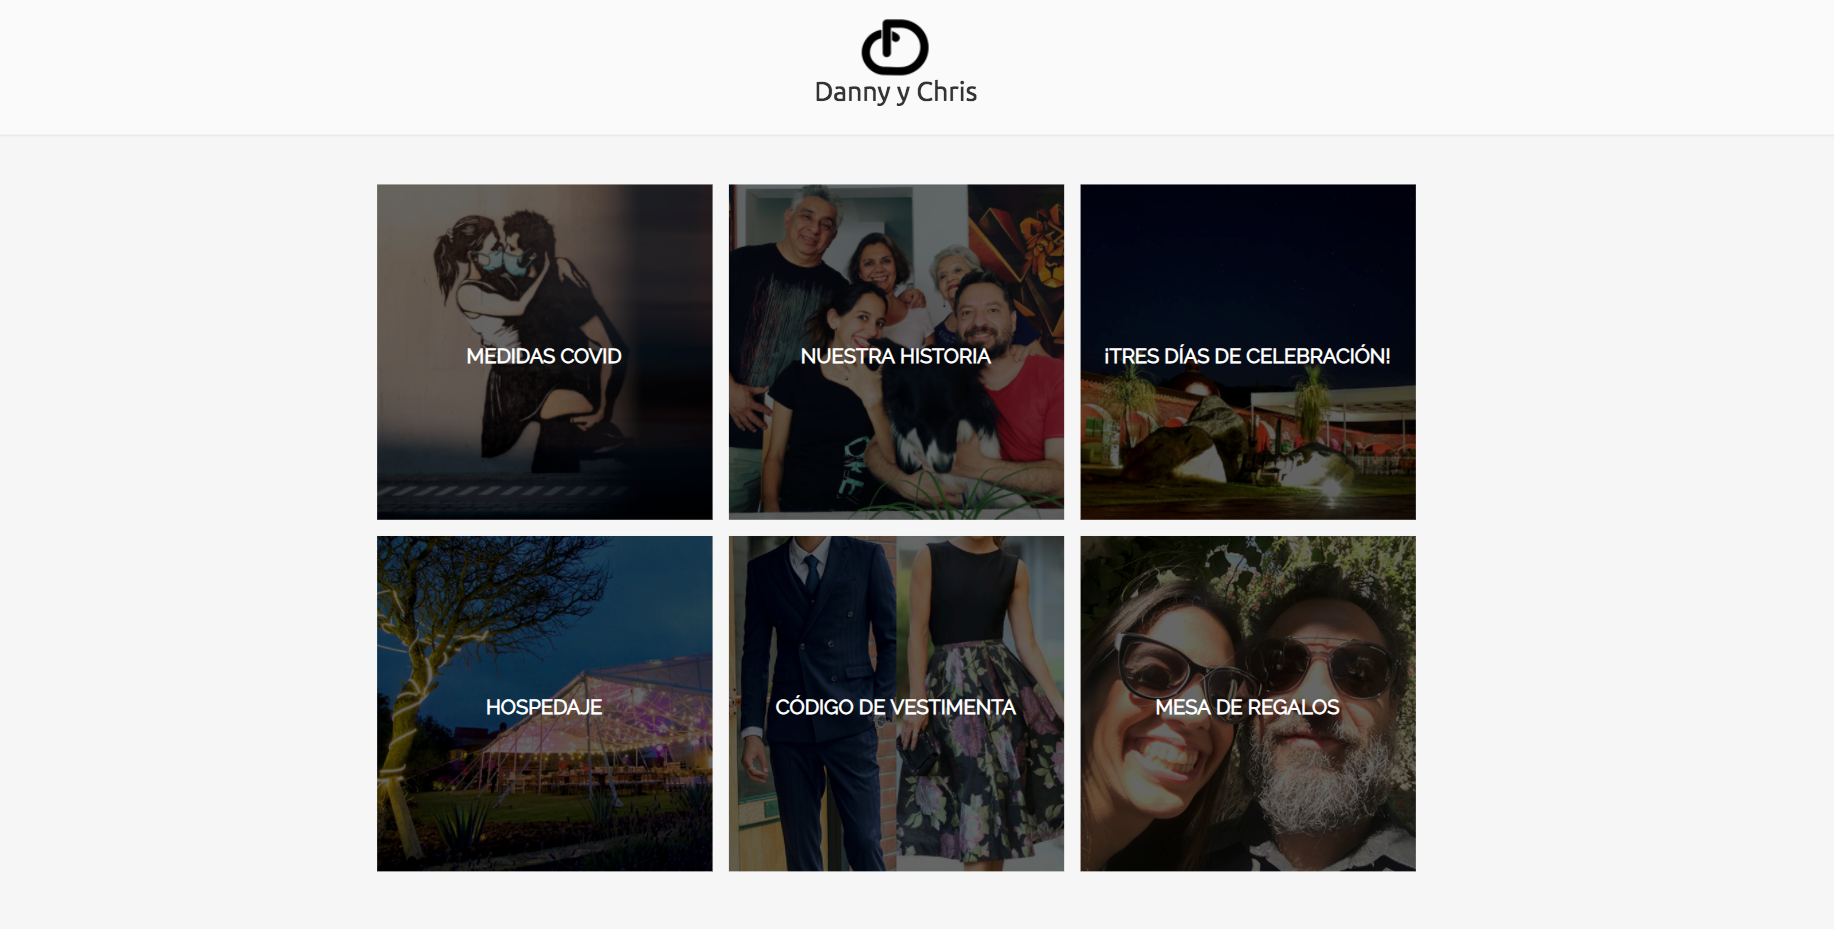 Danny y Chris
MEDIDAS COVID
NUESTRA HISTORIA
¡TRES DÍAS DE CELEBRACIÓN!
HOSPEDAJE
CÓDIGO DE VESTIMENTA
MESA DE REGALOS